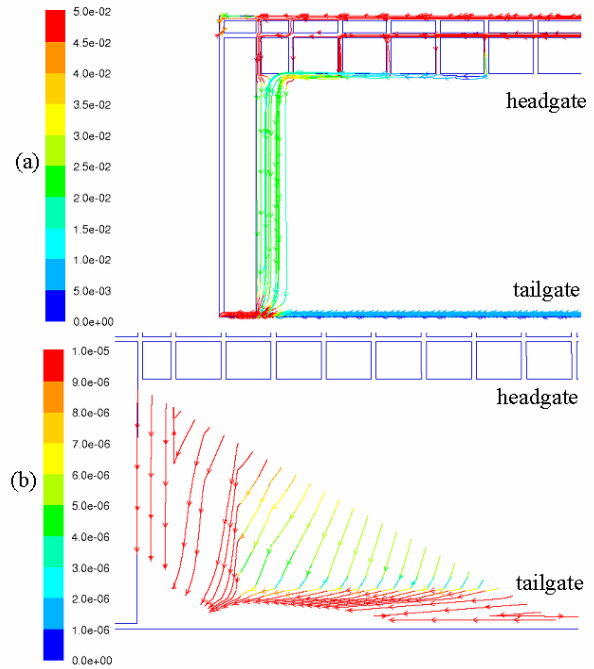 5.0e-02
4.5e-02
4.0e-02
3.5e-02
3.0e-02
2.5e-02
2.0e-02
1.5e-02
1.0e-02
5.0e-03
0.0e+00
(a)
headgate
tailgate
1.0e-05
9.0e-06
8.0e-06
7.0e-06
6.0e-06
5.0e-06
4.0e-06
3.0e-06
2.0e-06
1.0e-06
0.0e+00
(b)
headgate
tailgate